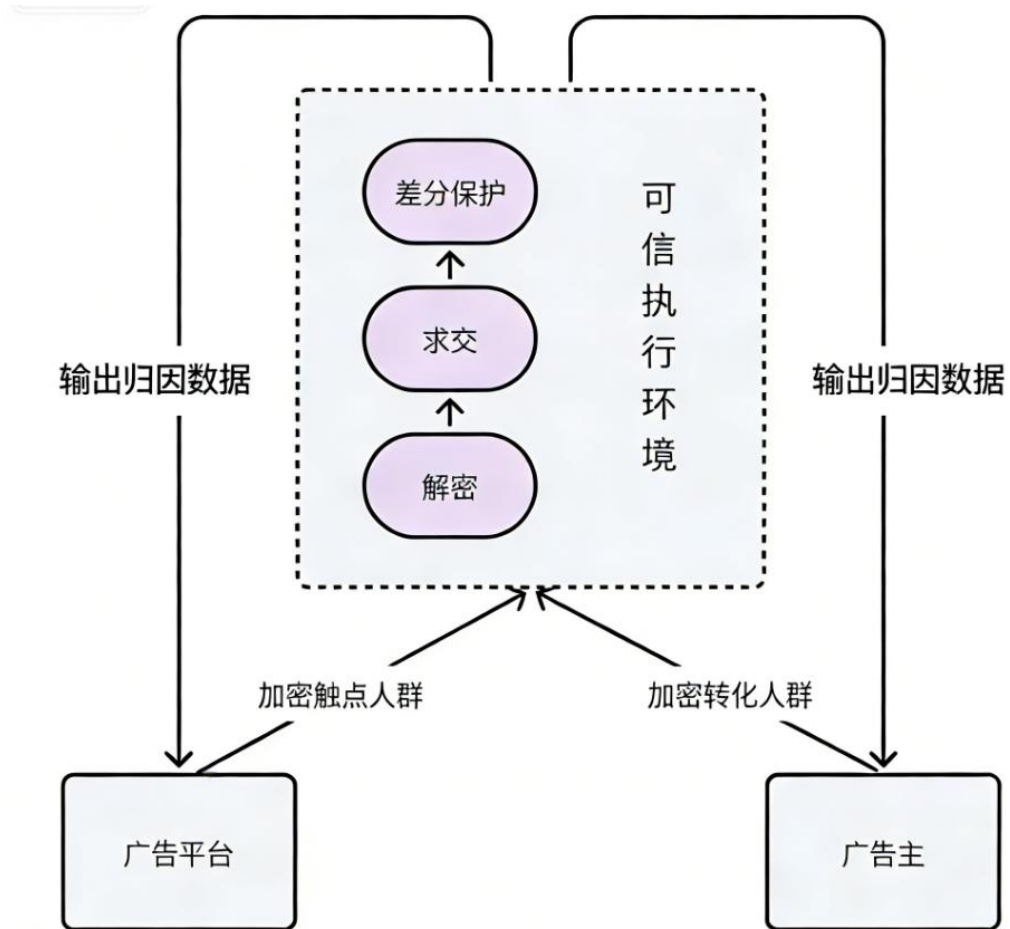 差分保护
求交
解密
可信执行环境
输出归因数据
输出归因数据
加密触点人群
加密转化人群
广告平台
广告主